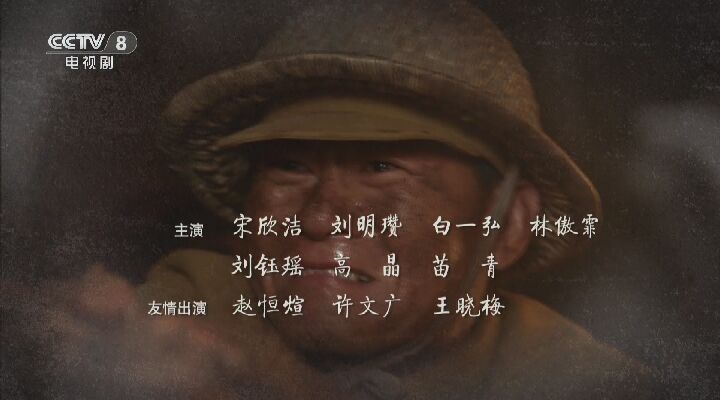 CCTV 8
电视剧
主演 宋欣洁 刘明瓒 白一弘 林傲霏
刘钰瑶 高晶 苗青
友情出演 赵恒煊 许文广 王晓梅